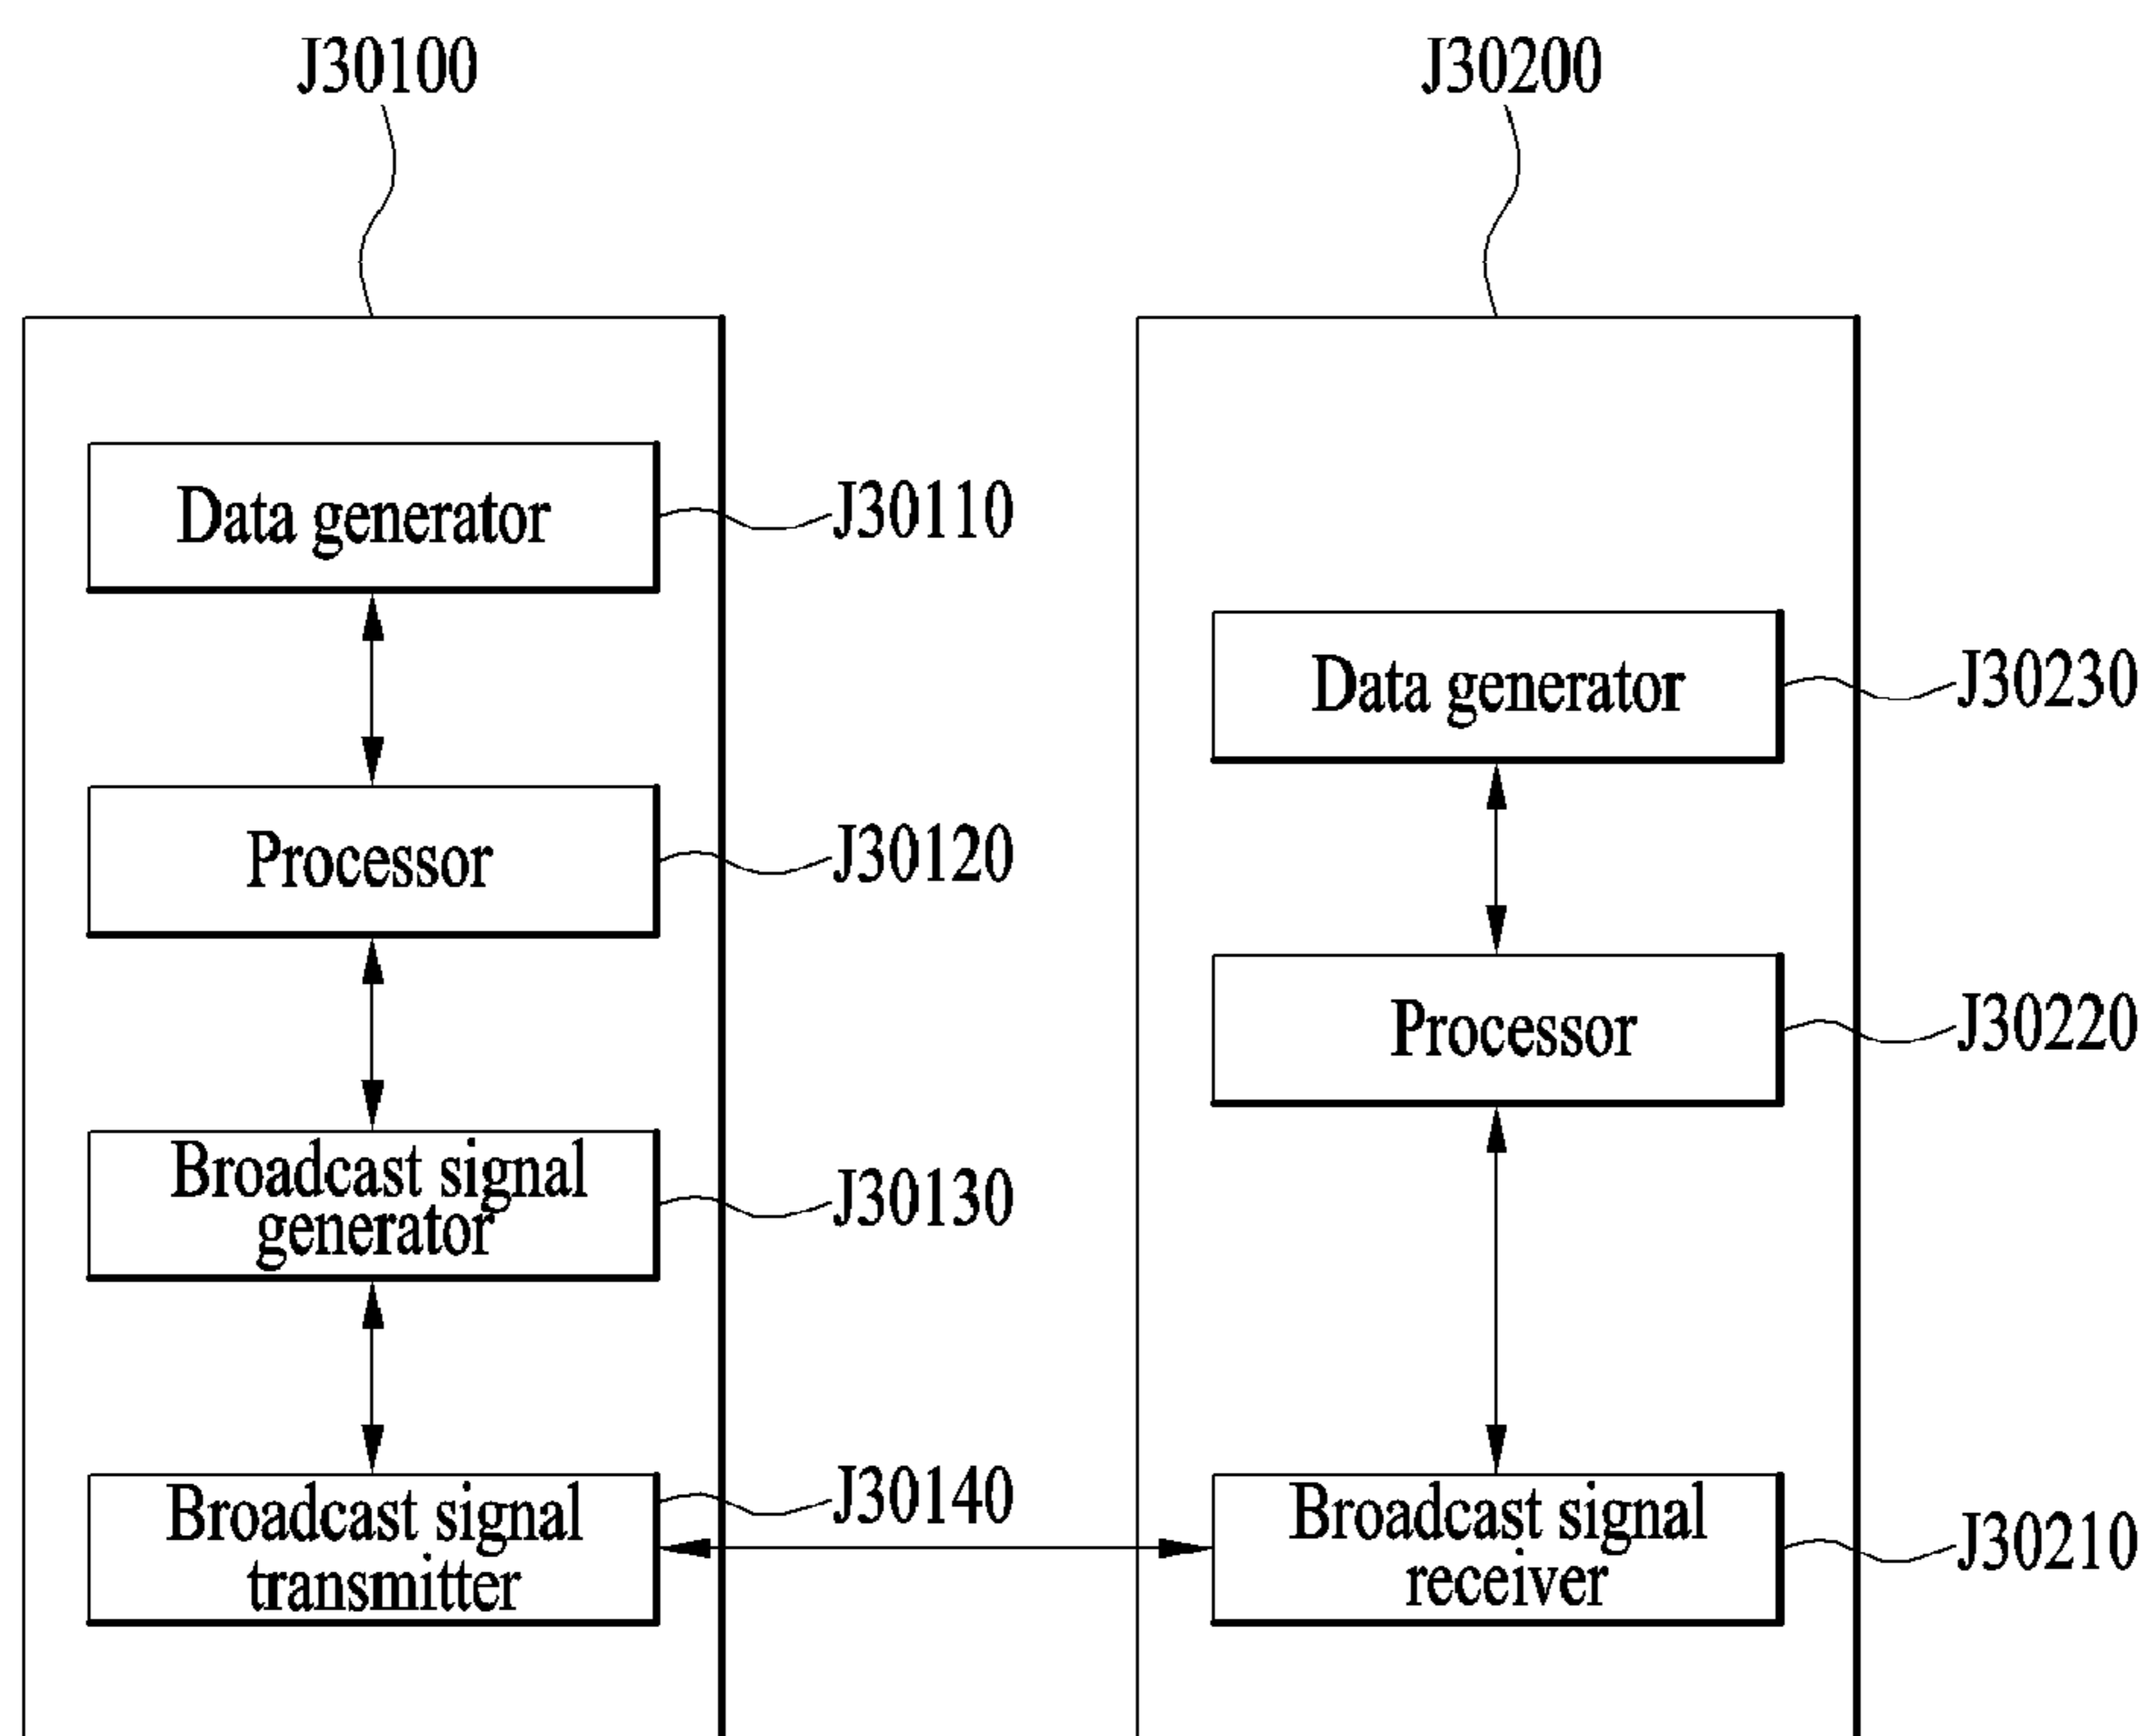 J30100
J30200
Data generator
J30110
Data generator
J30230
Processor
J30120
Processor
J30220
Broadcast signal
generator
J30130
Broadcast signal
transmitter
J30140
Broadcast signal
receiver
J30210